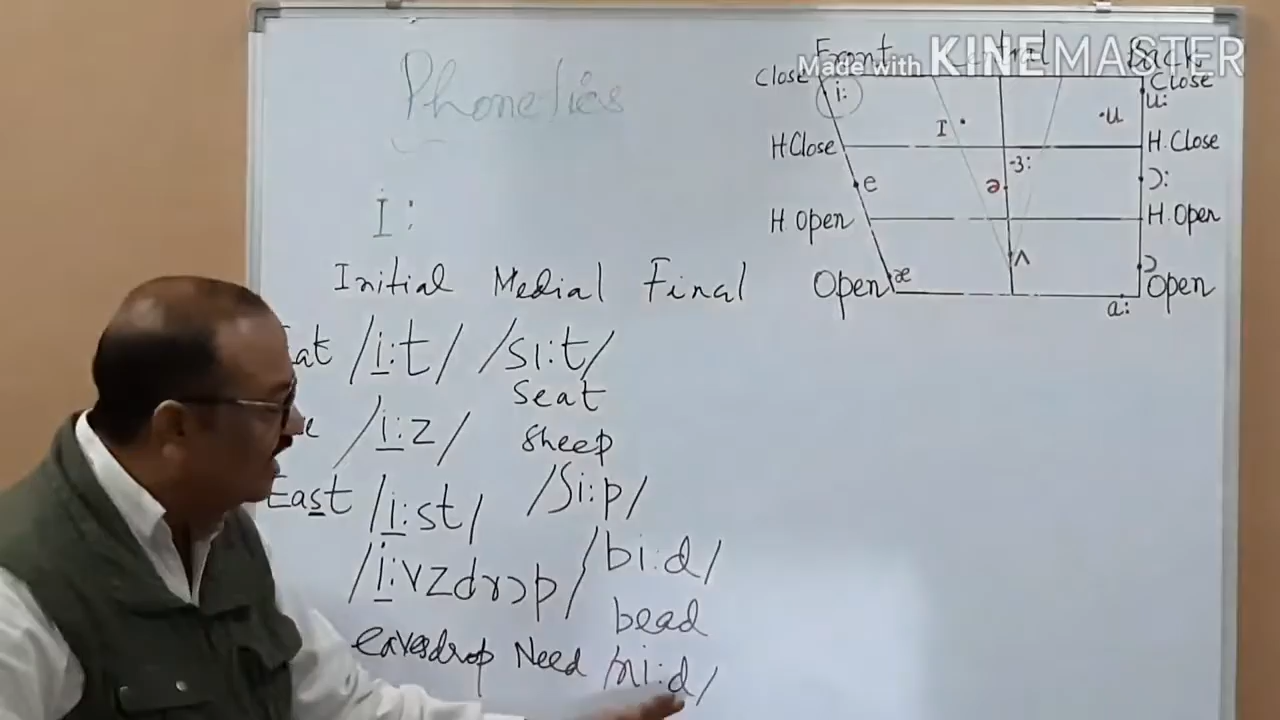 Phonetics
I:
Initial Medial Final
/i:t/ /si:t/
Seat
/i:z/ Sheep
East /i:st/ /ʃi:p/
/i:vzdrɔp/ /bi:d/
bead
eavesdrop Need /ni:d/
Made with KINEMASTER
Front Central Back
Close i: Close
u:
I u
H Close H. Close
3:
e ə ɔ:
H. Open H. Open
ʌ
æ ɔ
Open Open
a: